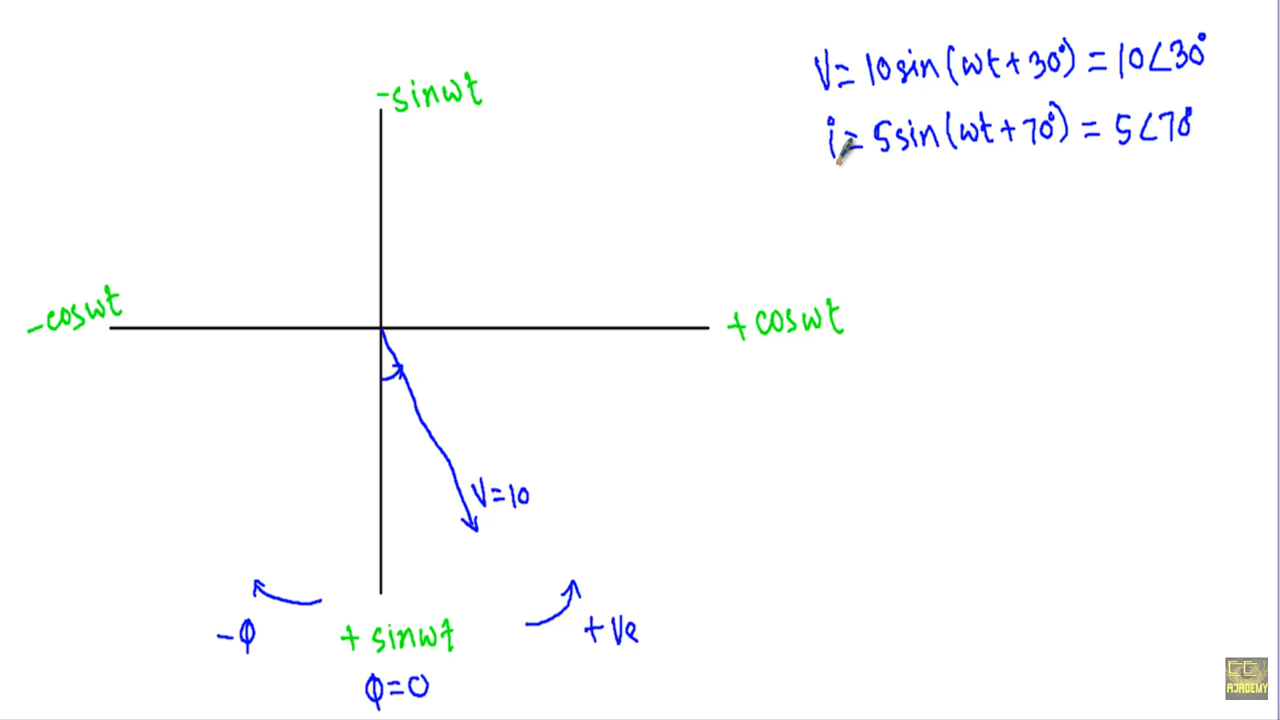 V = 10 sin(wt + 30°) = 10∠30°
i = 5 sin(wt + 70°) = 5∠70°
-sinwt
-coswt
+coswt
V=10
-ϕ
+sinwt
+Ve
ϕ=0
ACADEMY